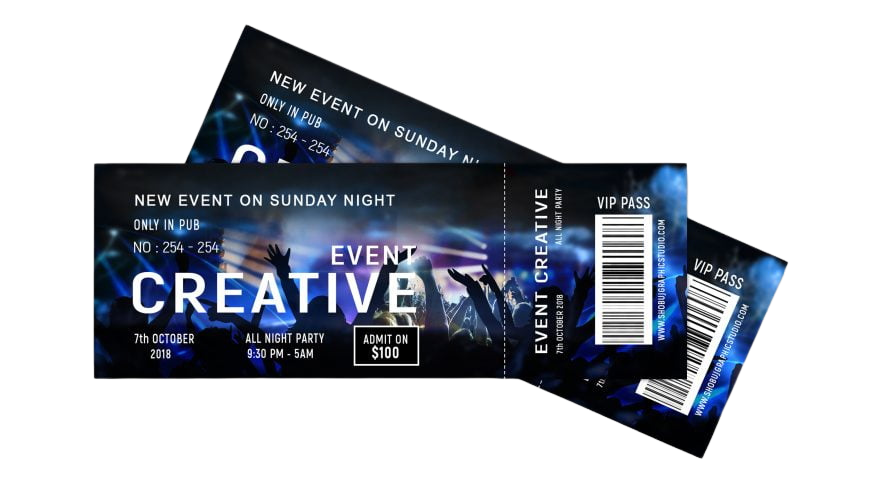 NEW EVENT ON SUNDAY NI
ONLY IN PUB
NO : 254 - 254
NEW EVENT ON SUNDAY NIGHT
ONLY IN PUB
NO : 254 - 254
EVENT
CREATIVE
7th OCTOBER
2018
ALL NIGHT PARTY
9:30 PM - 5AM
ADMIT ON
$100
EVENT CREATIVE
ALL NIGHT PARTY
7th OCTOBER 2018
VIP PASS
WWW.SHOBUJGRAPHICSTUDIO.COM
VIP PASS
WWW.SHOBUJGRAPHICSTUDIO.COM